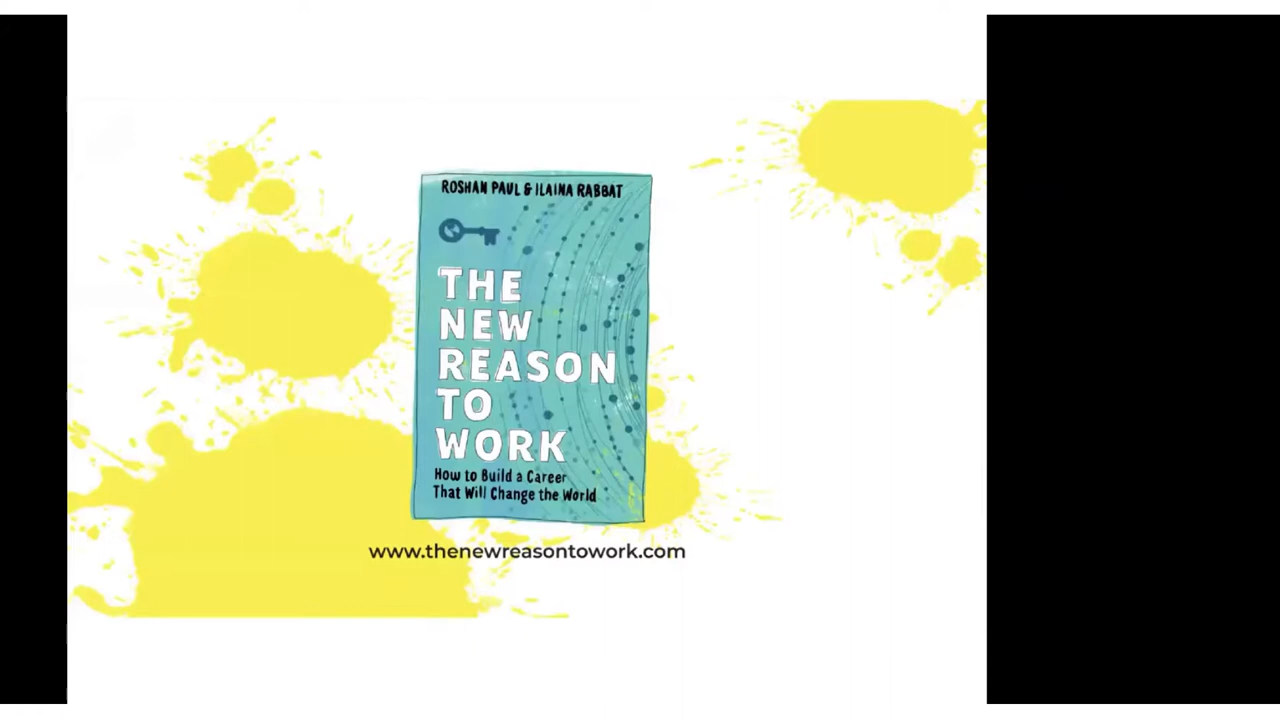 ROSHAN PAUL & ILAINA RABBAT
THE
NEW
REASON
TO
WORK
How to Build a Career
That Will Change the World
www.thenewreasontowork.com